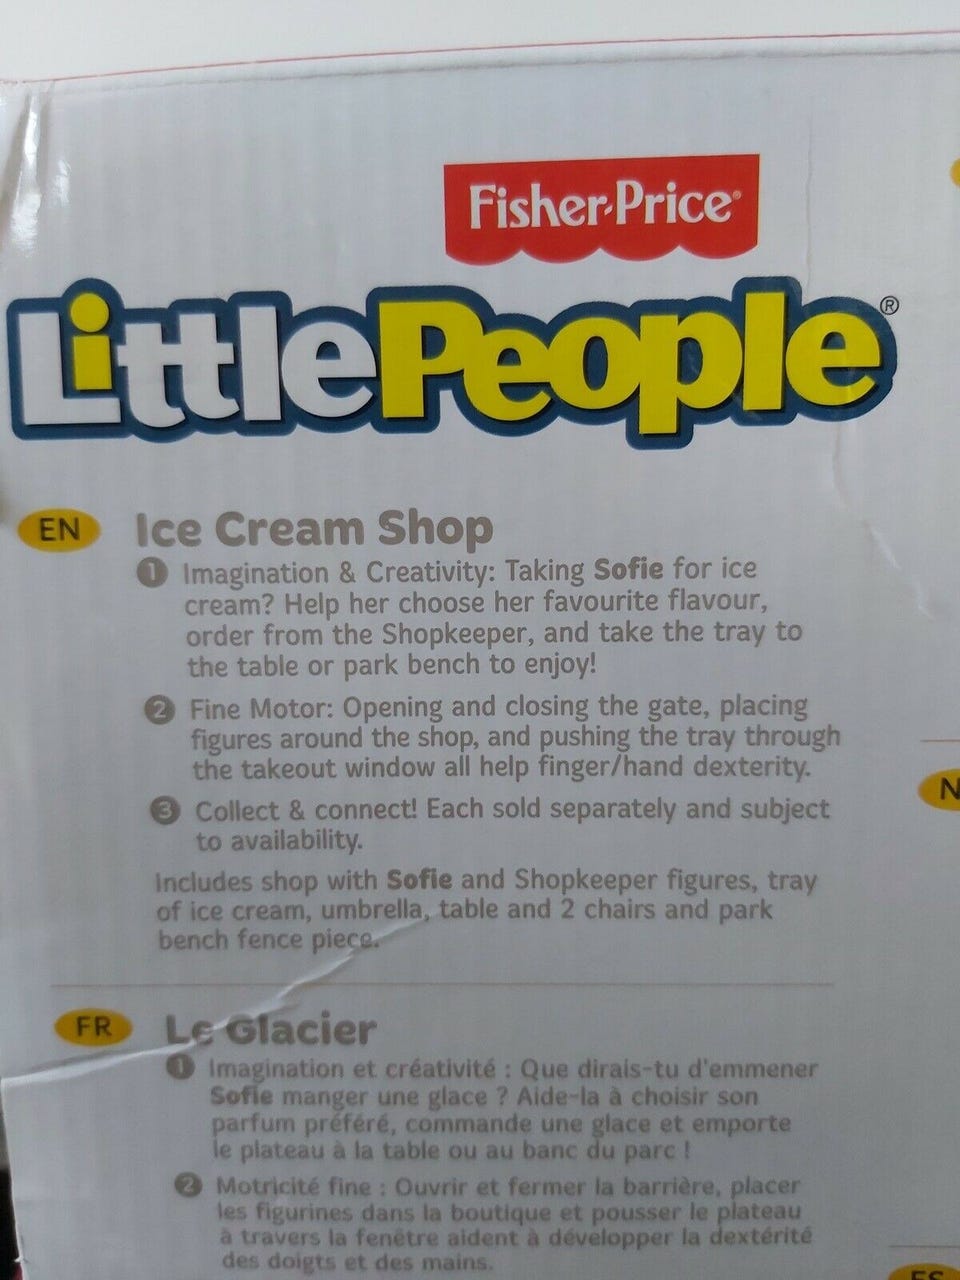 Fisher-Price
LittlePeople®
EN
Ice Cream Shop
1 Imagination & Creativity: Taking Sofie for ice
cream? Help her choose her favourite flavour,
order from the Shopkeeper, and take the tray to
the table or park bench to enjoy!
2 Fine Motor: Opening and closing the gate, placing
figures around the shop, and pushing the tray through
the takeout window all help finger/hand dexterity.
3 Collect & connect! Each sold separately and subject
to availability.
Includes shop with Sofie and Shopkeeper figures, tray
of ice cream, umbrella, table and 2 chairs and park
bench fence piece.
FR
Le Glacier
1 Imagination et créativité : Que dirais-tu d'emmener
Sofie manger une glace ? Aide-la à choisir son
parfum préféré, commande une glace et emporte
le plateau à la table ou au banc du parc !
2 Motricité fine : Ouvrir et fermer la barrière, placer
les figurines dans la boutique et pousser le plateau
à travers la fenêtre aident à développer la dextérité
des doigts et des mains.
ES